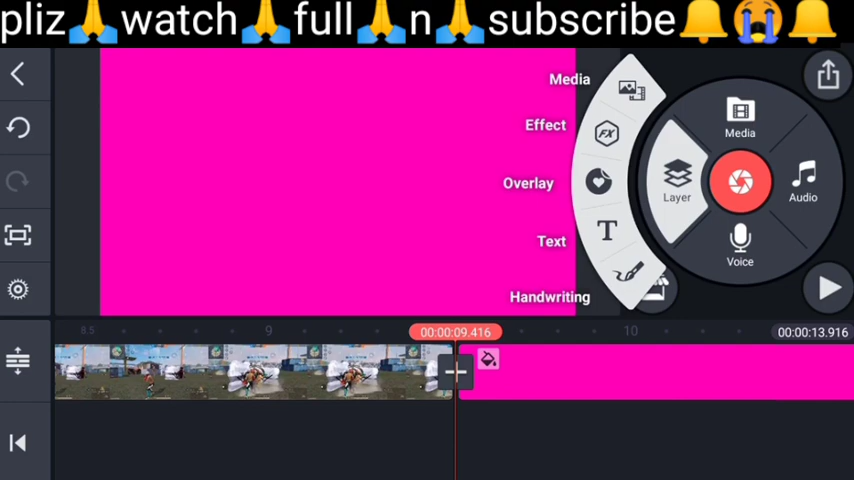 pliz🙏watch🙏full🙏n🙏subscribe🔔😭🔔
Media
Effect
Overlay
Text
Handwriting
FX
T
Media
Layer
Audio
Voice
8.5
9
00:00:09.416
10
00:00:13.916